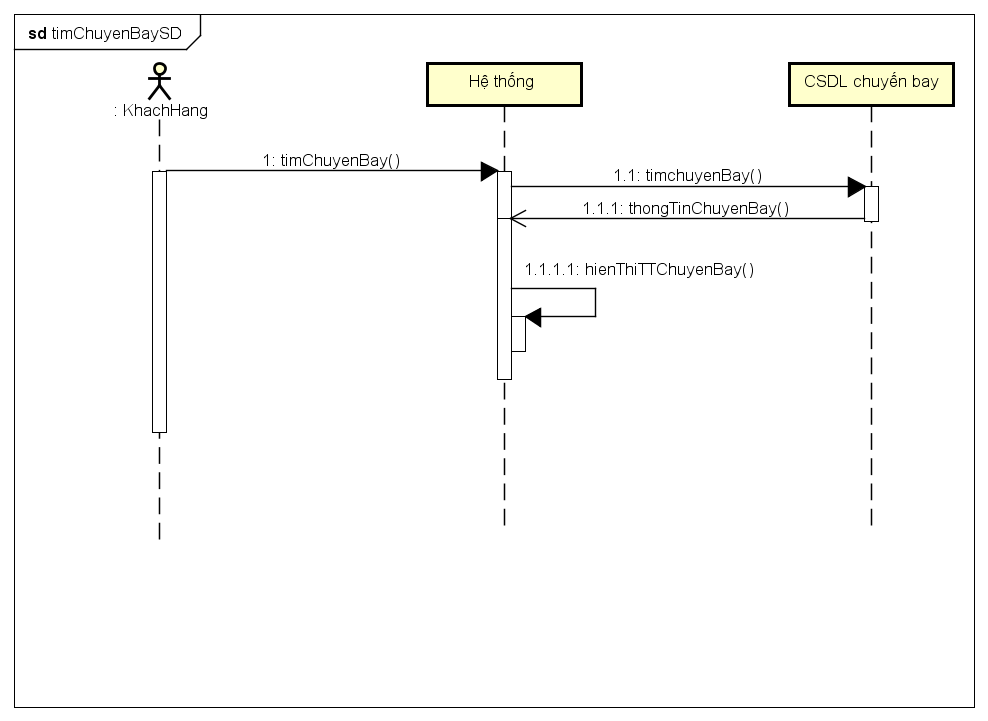 sd timChuyenBaySD
: KhachHang
Hệ thống
CSDL chuyến bay
1: timChuyenBay()
1.1: timchuyenBay()
1.1.1: thongTinChuyenBay()
1.1.1.1: hienThiTTChuyenBay()